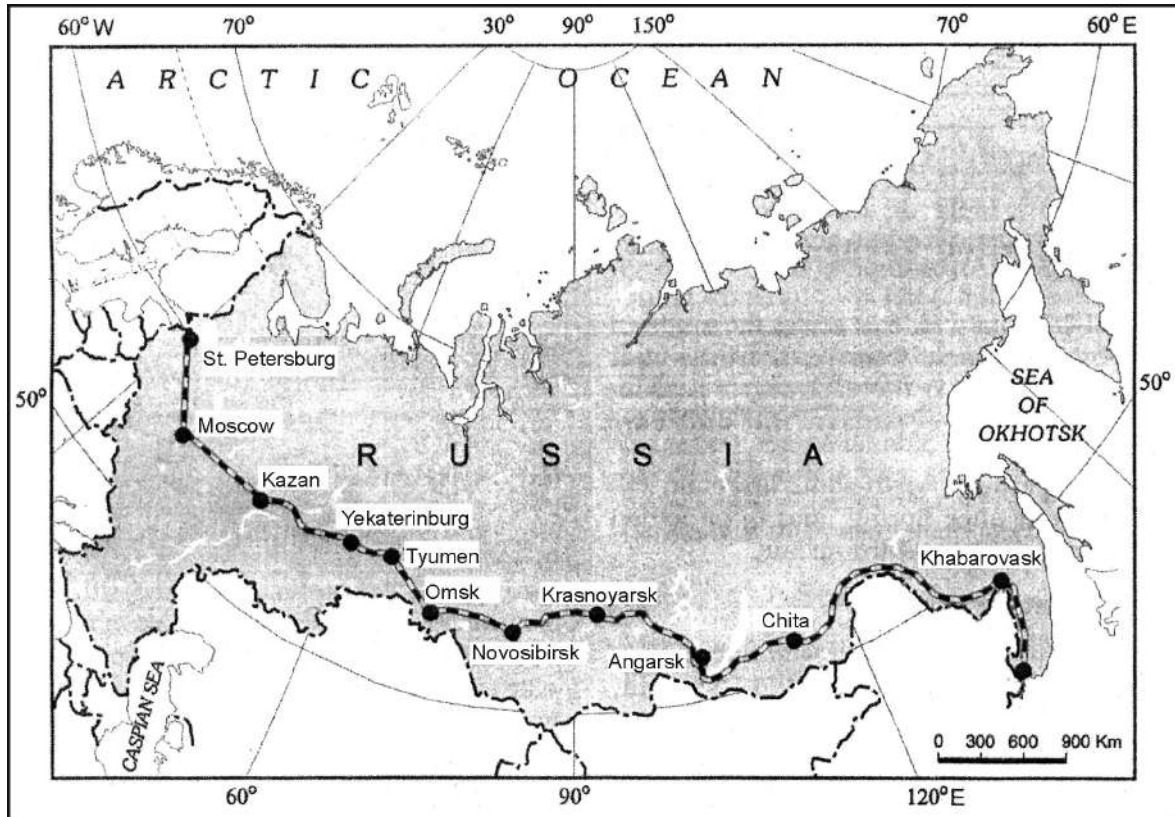 60° W 70° 30° 90° 150° 70° 60° E
A R C T I C O C E A N
St. Petersburg
50°
50°
SEA
OF
OKHOTSK
Moscow
R U S S I A
Kazan
Yekaterinburg
Tyumen
Khabarovask
Omsk
Krasnoyarsk
Chita
Novosibirsk
Angarsk
CASPIAN SEA
0 300 600 900 Km
60° 90° 120° E